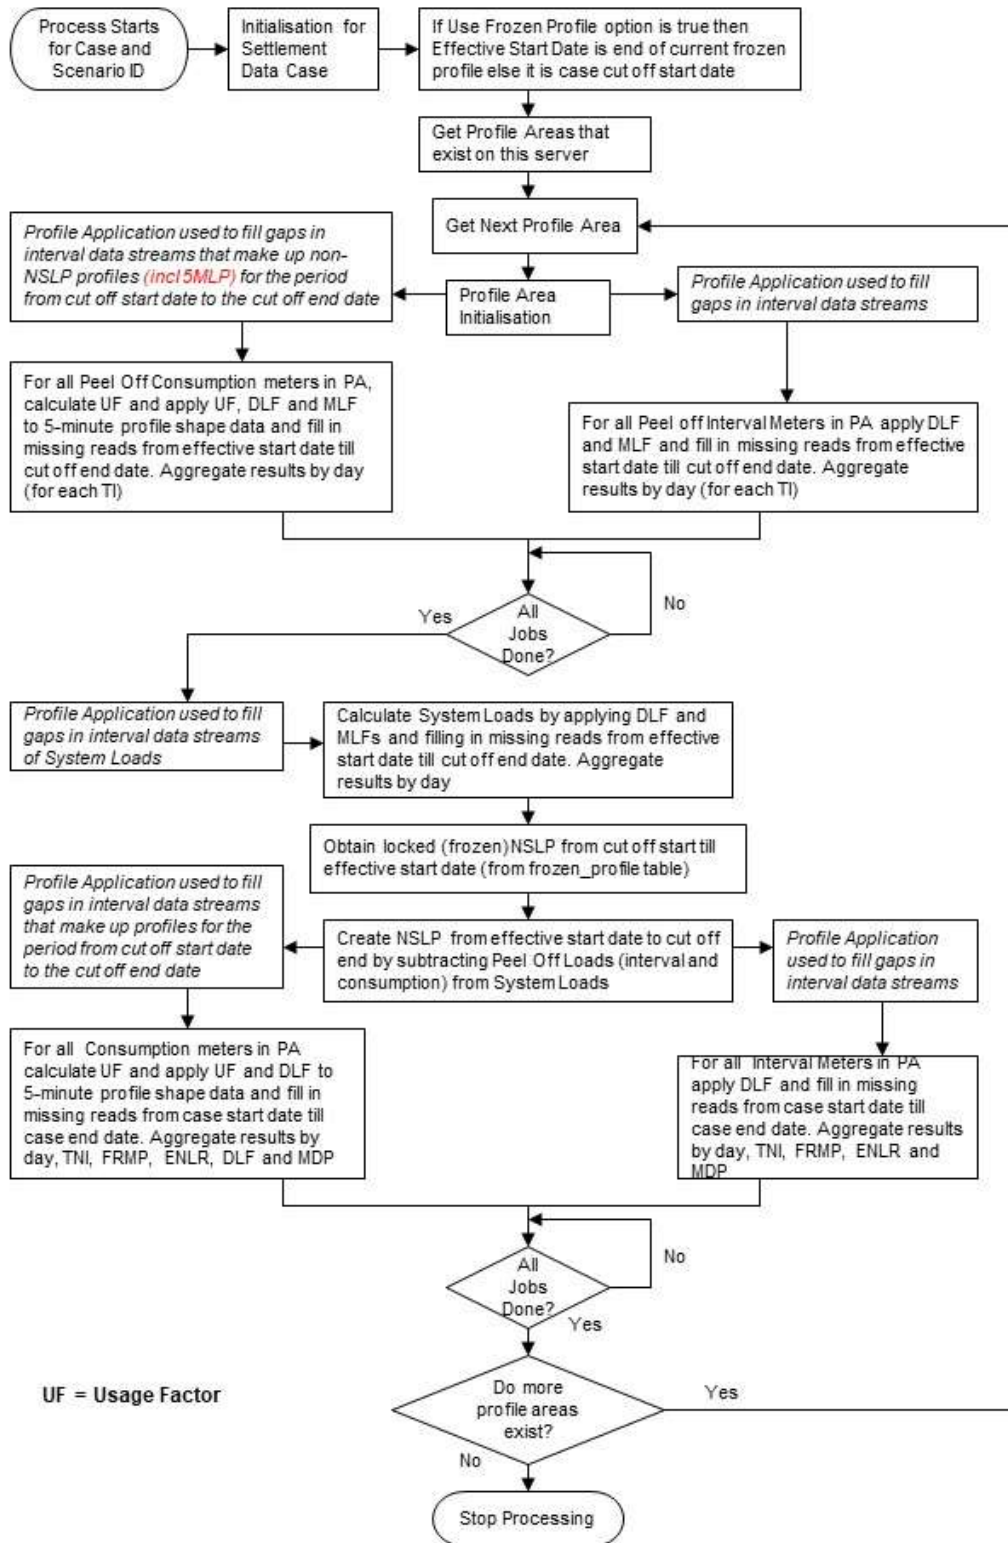 Process Starts
for Case and
Scenario ID
Initialisation for
Settlement
Data Case
If Use Frozen Profile option is true then
Effective Start Date is end of current frozen
profile else it is case cut off start date
Get Profile Areas that
exist on this server
Get Next Profile Area
Profile Application used to fill gaps in
interval data streams that make up non-
NSLP profiles (incl 5MLP) for the period
from cut off start date to the cut off end date
Profile Area
Initialisation
Profile Application used to fill
gaps in interval data streams
For all Peel Off Consumption meters in PA,
calculate UF and apply UF, DLF and MLF
to 5-minute profile shape data and fill in
missing reads from effective start date till
cut off end date. Aggregate results by day
(for each TI)
For all Peel off Interval Meters in PA apply DLF
and MLF and fill in missing reads from effective
start date till cut off end date. Aggregate
results by day (for each TI)
All
Jobs
Done?
Yes
No
Profile Application used to fill
gaps in interval data streams
of System Loads
Calculate System Loads by applying DLF and
MLFs and filling in missing reads from effective
start date till cut off end date. Aggregate
results by day
Obtain locked (frozen) NSLP from cut off start till
effective start date (from frozen_profile table)
Profile Application used to fill
gaps in interval data streams
that make up profiles for the
period from cut off start date
to the cut off end date
Create NSLP from effective start date to cut off
end by subtracting Peel Off Loads (interval and
consumption) from System Loads
Profile Application
used to fill gaps in
interval data streams
For all Consumption meters in PA
calculate UF and apply UF and DLF to
5-minute profile shape data and fill in
missing reads from case start date till
case end date. Aggregate results by
day, TNI, FRMP, ENLR, DLF and MDP
For all Interval Meters in PA
apply DLF and fill in missing
reads from case start date till
case end date. Aggregate results
by day, TNI, FRMP, ENLR and
MDP
All
Jobs
Done?
No
Yes
UF = Usage Factor
Do more
profile areas
exist?
Yes
No
Stop Processing